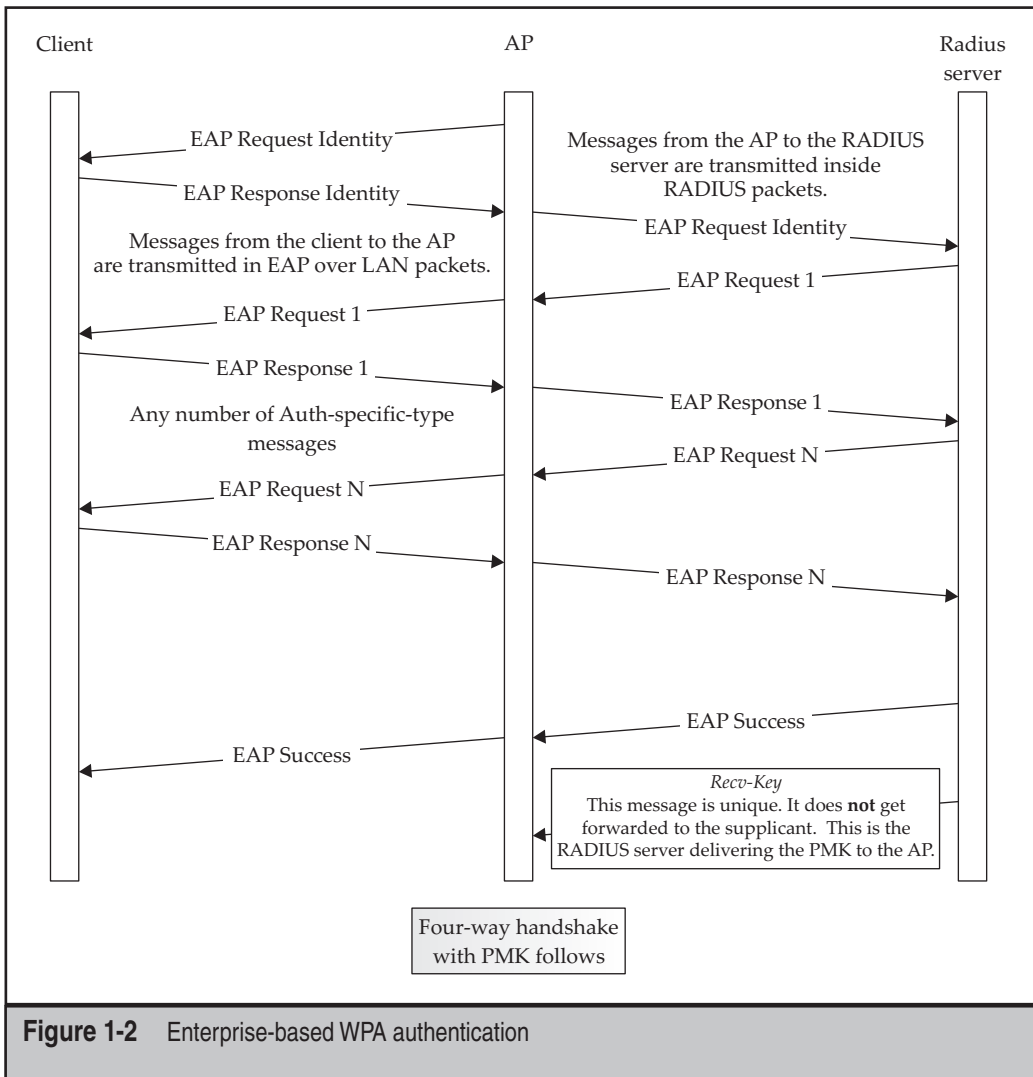 Client
AP
Radius
server
EAP Request Identity
Messages from the AP to the RADIUS
server are transmitted inside
RADIUS packets.
EAP Response Identity
EAP Request Identity
Messages from the client to the AP
are transmitted in EAP over LAN packets.
EAP Request 1
EAP Request 1
EAP Response 1
EAP Response 1
Any number of Auth-specific-type
messages
EAP Request N
EAP Request N
EAP Response N
EAP Response N
EAP Success
EAP Success
Recv-Key
This message is unique. It does not get
forwarded to the supplicant. This is the
RADIUS server delivering the PMK to the AP.
Four-way handshake
with PMK follows
Figure 1-2 Enterprise-based WPA authentication